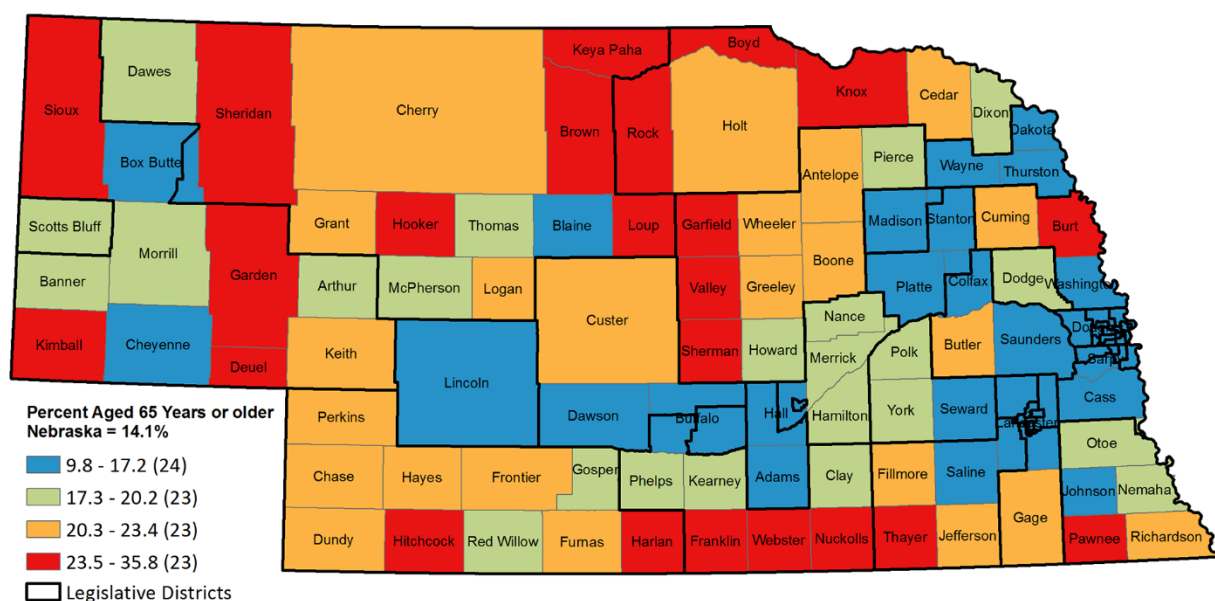 Keya Paha
Boyd
Dawes
Sioux
Sheridan
Cherry
Knox
Cedar
Dixon
Brown
Rock
Holt
Dakota
Box Butte
Pierce
Wayne
Thurston
Antelope
Scotts Bluff
Grant
Hooker
Thomas
Blaine
Loup
Garfield
Wheeler
Madison
Stanton
Cuming
Burt
Morrill
Garden
Boone
Banner
Arthur
McPherson
Logan
Valley
Greeley
Platte
Colfax
Dodge
Washington
Custer
Nance
Kimball
Cheyenne
Deuel
Keith
Sherman
Howard
Merrick
Polk
Butler
Saunders
Lincoln
Perkins
Dawson
Buffalo
Hall
Hamilton
York
Seward
Cass
Otoe
Chase
Hayes
Frontier
Gosper
Phelps
Kearney
Adams
Clay
Fillmore
Saline
Johnson
Nemaha
Gage
Dundy
Hitchcock
Red Willow
Furnas
Harlan
Franklin
Webster
Nuckolls
Thayer
Jefferson
Pawnee
Richardson
Percent Aged 65 Years or older
Nebraska = 14.1%
9.8 - 17.2 (24)
17.3 - 20.2 (23)
20.3 - 23.4 (23)
23.5 - 35.8 (23)
Legislative Districts